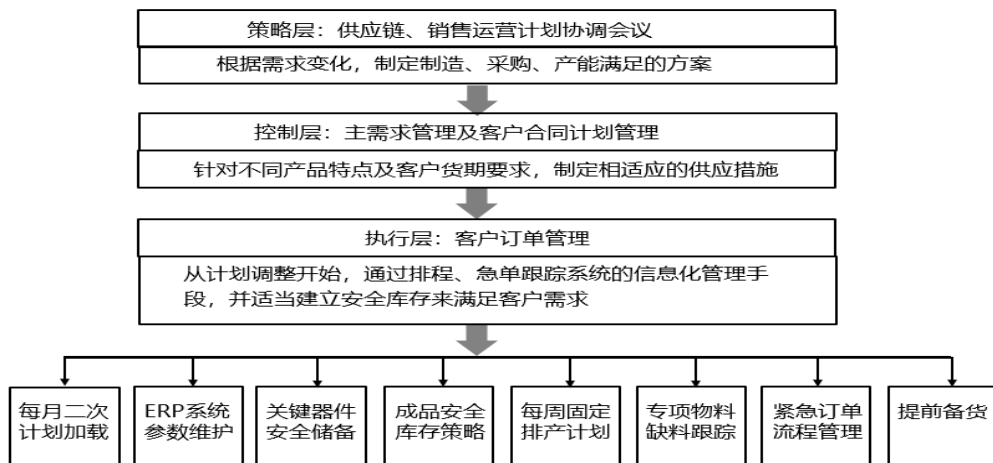 策略层：供应链、销售运营计划协调会议
根据需求变化，制定制造、采购、产能满足的方案
控制层：主需求管理及客户合同计划管理
针对不同产品特点及客户货期要求，制定相适应的供应措施
执行层：客户订单管理
从计划调整开始，通过排程、急单跟踪系统的信息化管理手
段，并适当建立安全库存来满足客户需求
每月二次
计划加载
ERP系统
参数维护
关键器件
安全储备
成品安全
库存策略
每周固定
排产计划
专项物料
缺料跟踪
紧急订单
流程管理
提前备货